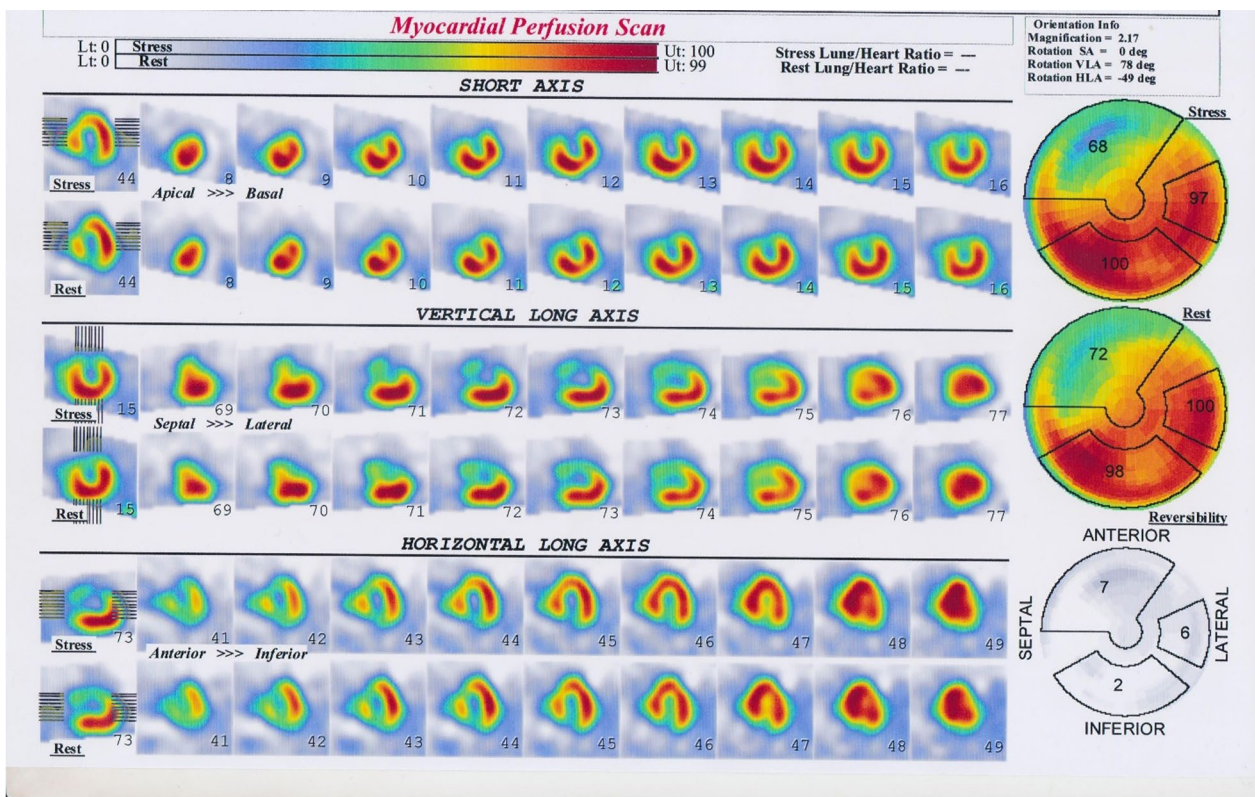 Myocardial Perfusion Scan
Lt: 0 Stress Ut: 100
Lt: 0 Rest Ut: 99
Stress Lung/Heart Ratio = ---
Rest Lung/Heart Ratio = ---
Orientation Info
Magnification = 2.17
Rotation SA = 0 deg
Rotation VLA = 78 deg
Rotation HLA = -49 deg
SHORT AXIS
44 8 9 10 11 12 13 14 15 16
Stress
Apical >>> Basal
44 8 9 10 11 12 13 14 15 16
Rest
VERTICAL LONG AXIS
15 69 70 71 72 73 74 75 76 77
Stress
Septal >>> Lateral
15 69 70 71 72 73 74 75 76 77
Rest
HORIZONTAL LONG AXIS
73 41 42 43 44 45 46 47 48 49
Stress
Anterior >>> Inferior
73 41 42 43 44 45 46 47 48 49
Rest
Stress
68
97
100
Rest
72
100
98
Reversibility
ANTERIOR
7
SEPTAL
6
LATERAL
2
INFERIOR